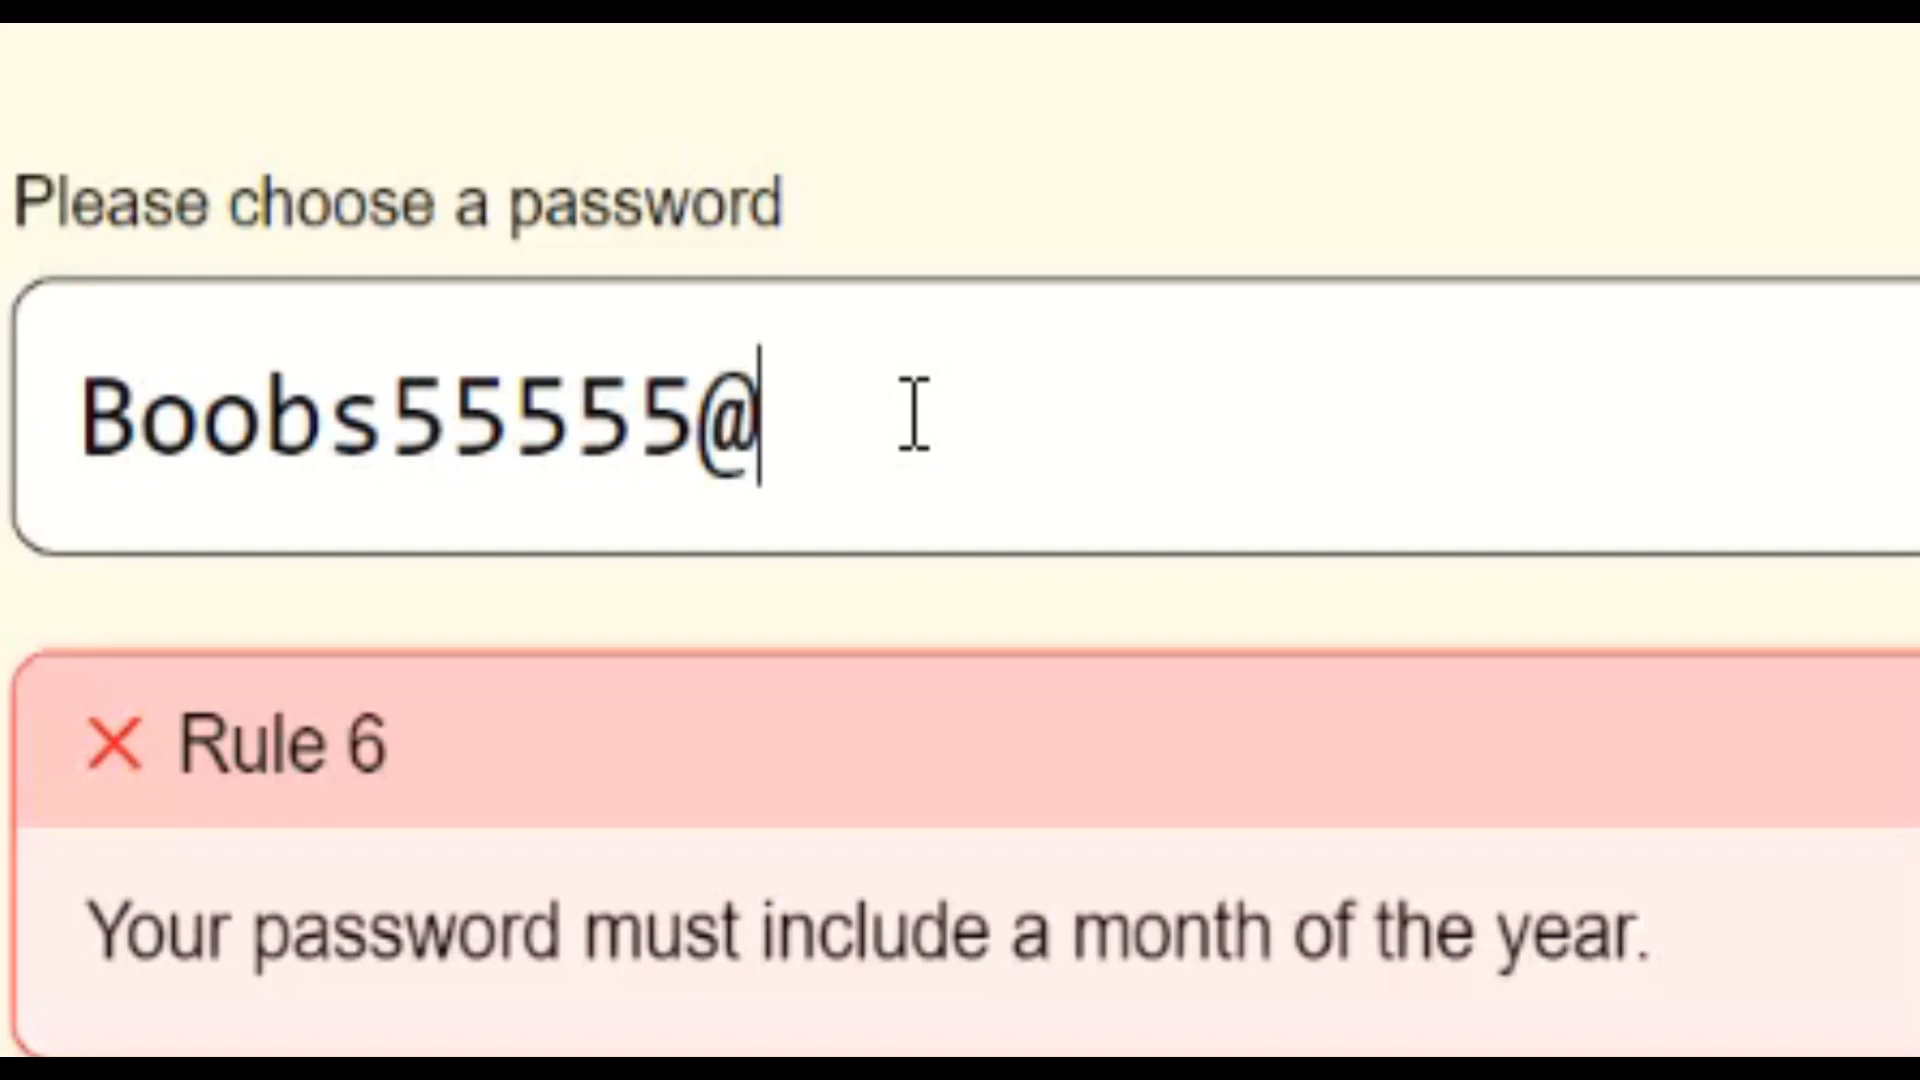 Please choose a password
Boobs55555@
Rule 6
Your password must include a month of the year.